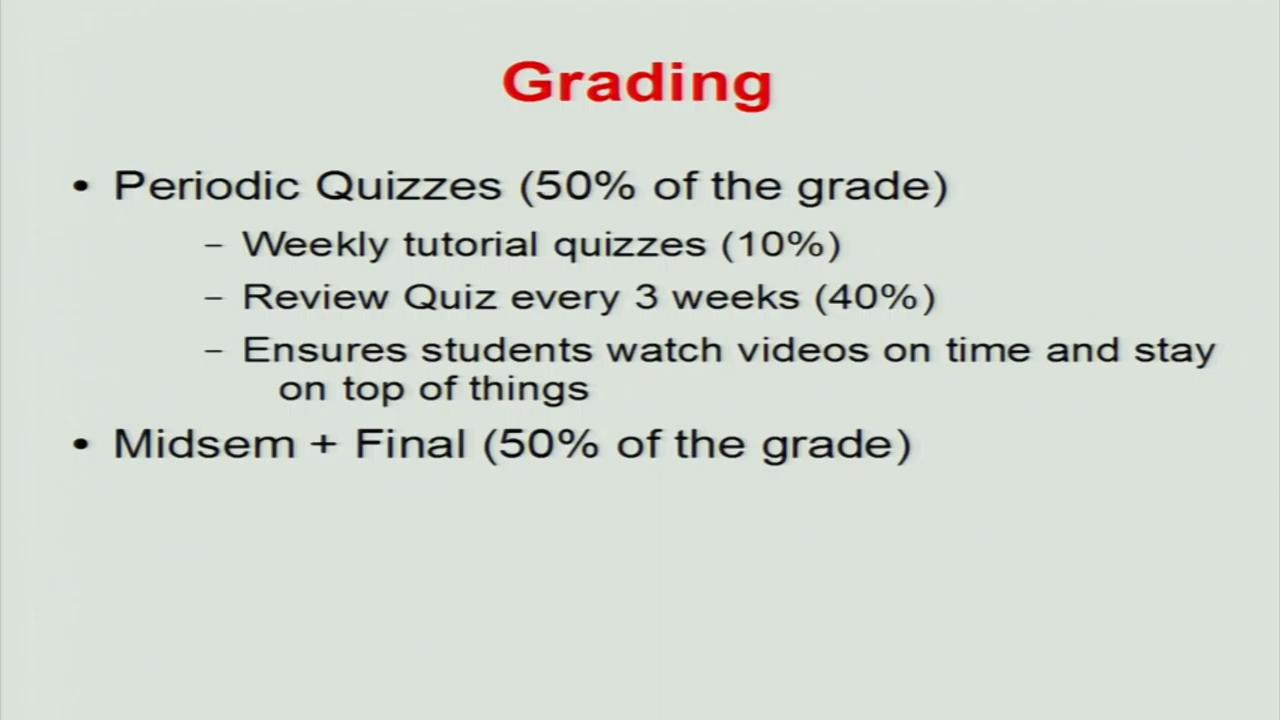 Grading
• Periodic Quizzes (50% of the grade)
– Weekly tutorial quizzes (10%)
– Review Quiz every 3 weeks (40%)
– Ensures students watch videos on time and stay
on top of things
• Midsem + Final (50% of the grade)